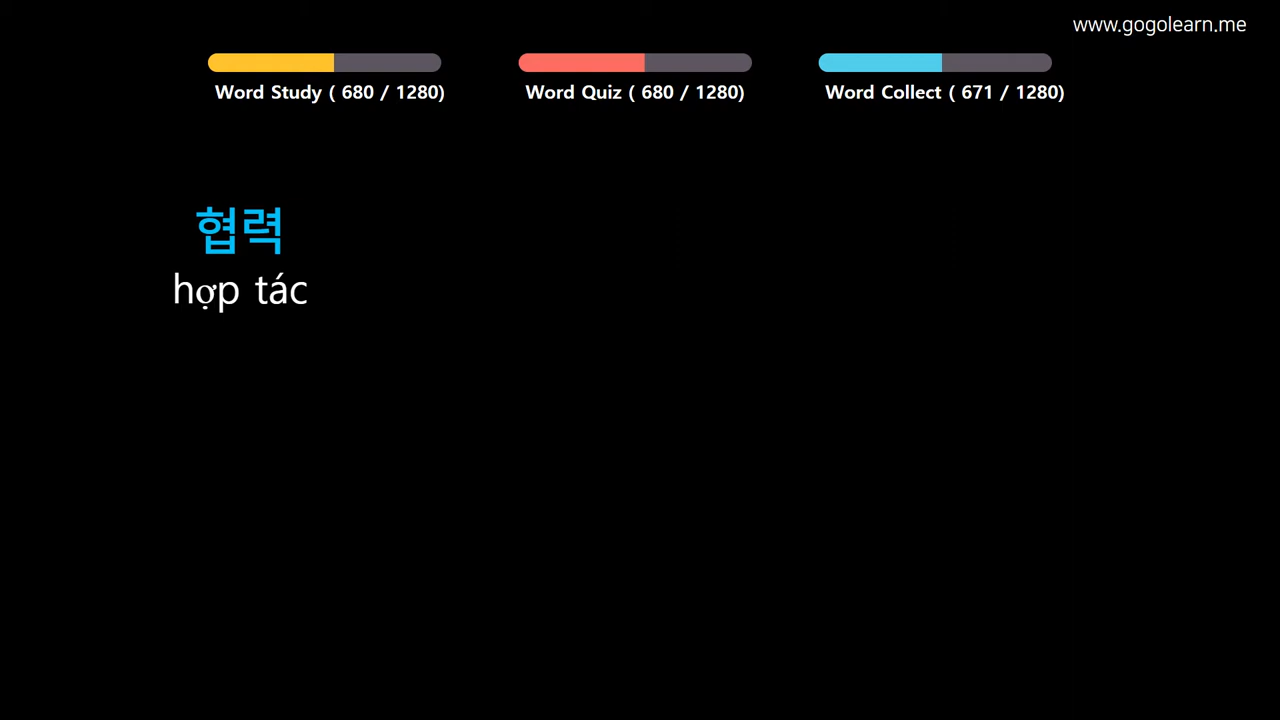 www.gogolearn.me
Word Study ( 680 / 1280)
Word Quiz ( 680 / 1280)
Word Collect ( 671 / 1280)
협력
hợp tác